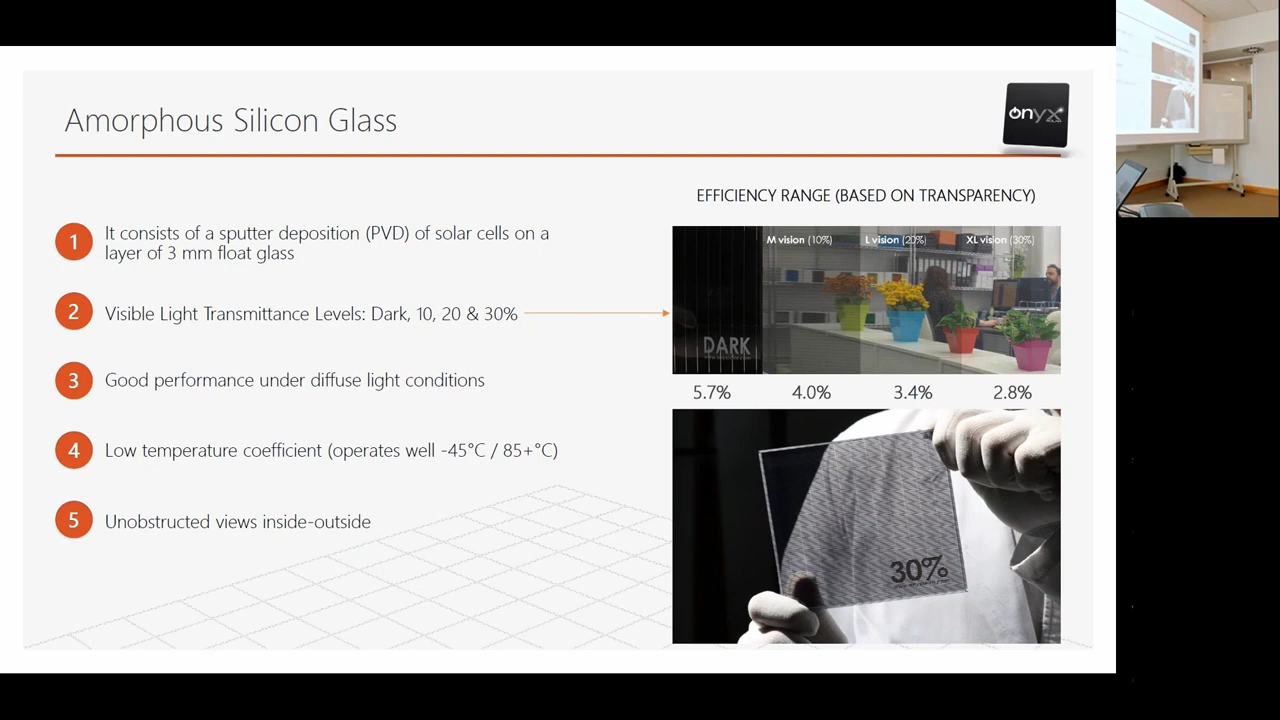 Amorphous Silicon Glass
onyx
SOLAR
EFFICIENCY RANGE (BASED ON TRANSPARENCY)
1
It consists of a sputter deposition (PVD) of solar cells on a
layer of 3 mm float glass
2
Visible Light Transmittance Levels: Dark, 10, 20 & 30%
3
Good performance under diffuse light conditions
4
Low temperature coefficient (operates well -45°C / 85+°C)
5
Unobstructed views inside-outside
M vision (10%)
L vision (20%)
XL vision (30%)
DARK
5.7%
4.0%
3.4%
2.8%
30%